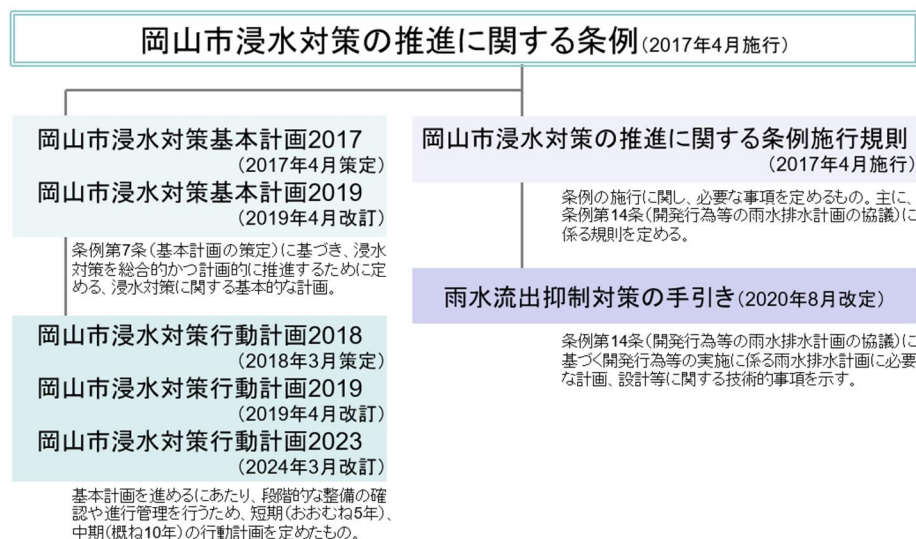 岡山市浸水対策の推進に関する条例(2017年4月施行)
岡山市浸水対策基本計画2017
(2017年4月策定)
岡山市浸水対策基本計画2019
(2019年4月改訂)
条例第7条(基本計画の策定)に基づき、浸水
対策を総合的かつ計画的に推進するために定
める、浸水対策に関する基本的な計画。
岡山市浸水対策行動計画2018
(2018年3月策定)
岡山市浸水対策行動計画2019
(2019年4月改訂)
岡山市浸水対策行動計画2023
(2024年3月改訂)
基本計画を進めるにあたり、段階的な整備の確
認や進行管理を行うため、短期(おおむね5年)、
中期(概ね10年)の行動計画を定めたもの。
岡山市浸水対策の推進に関する条例施行規則
(2017年4月施行)
条例の施行に関し、必要な事項を定めるもの。主に、
条例第14条(開発行為等の雨水排水計画の協議)に
係る規則を定める。
雨水流出抑制対策の手引き(2020年8月改定)
条例第14条(開発行為等の雨水排水計画の協議)に
基づく開発行為等の実施に係る雨水排水計画に必要
な計画、設計等に関する技術的事項を示す。